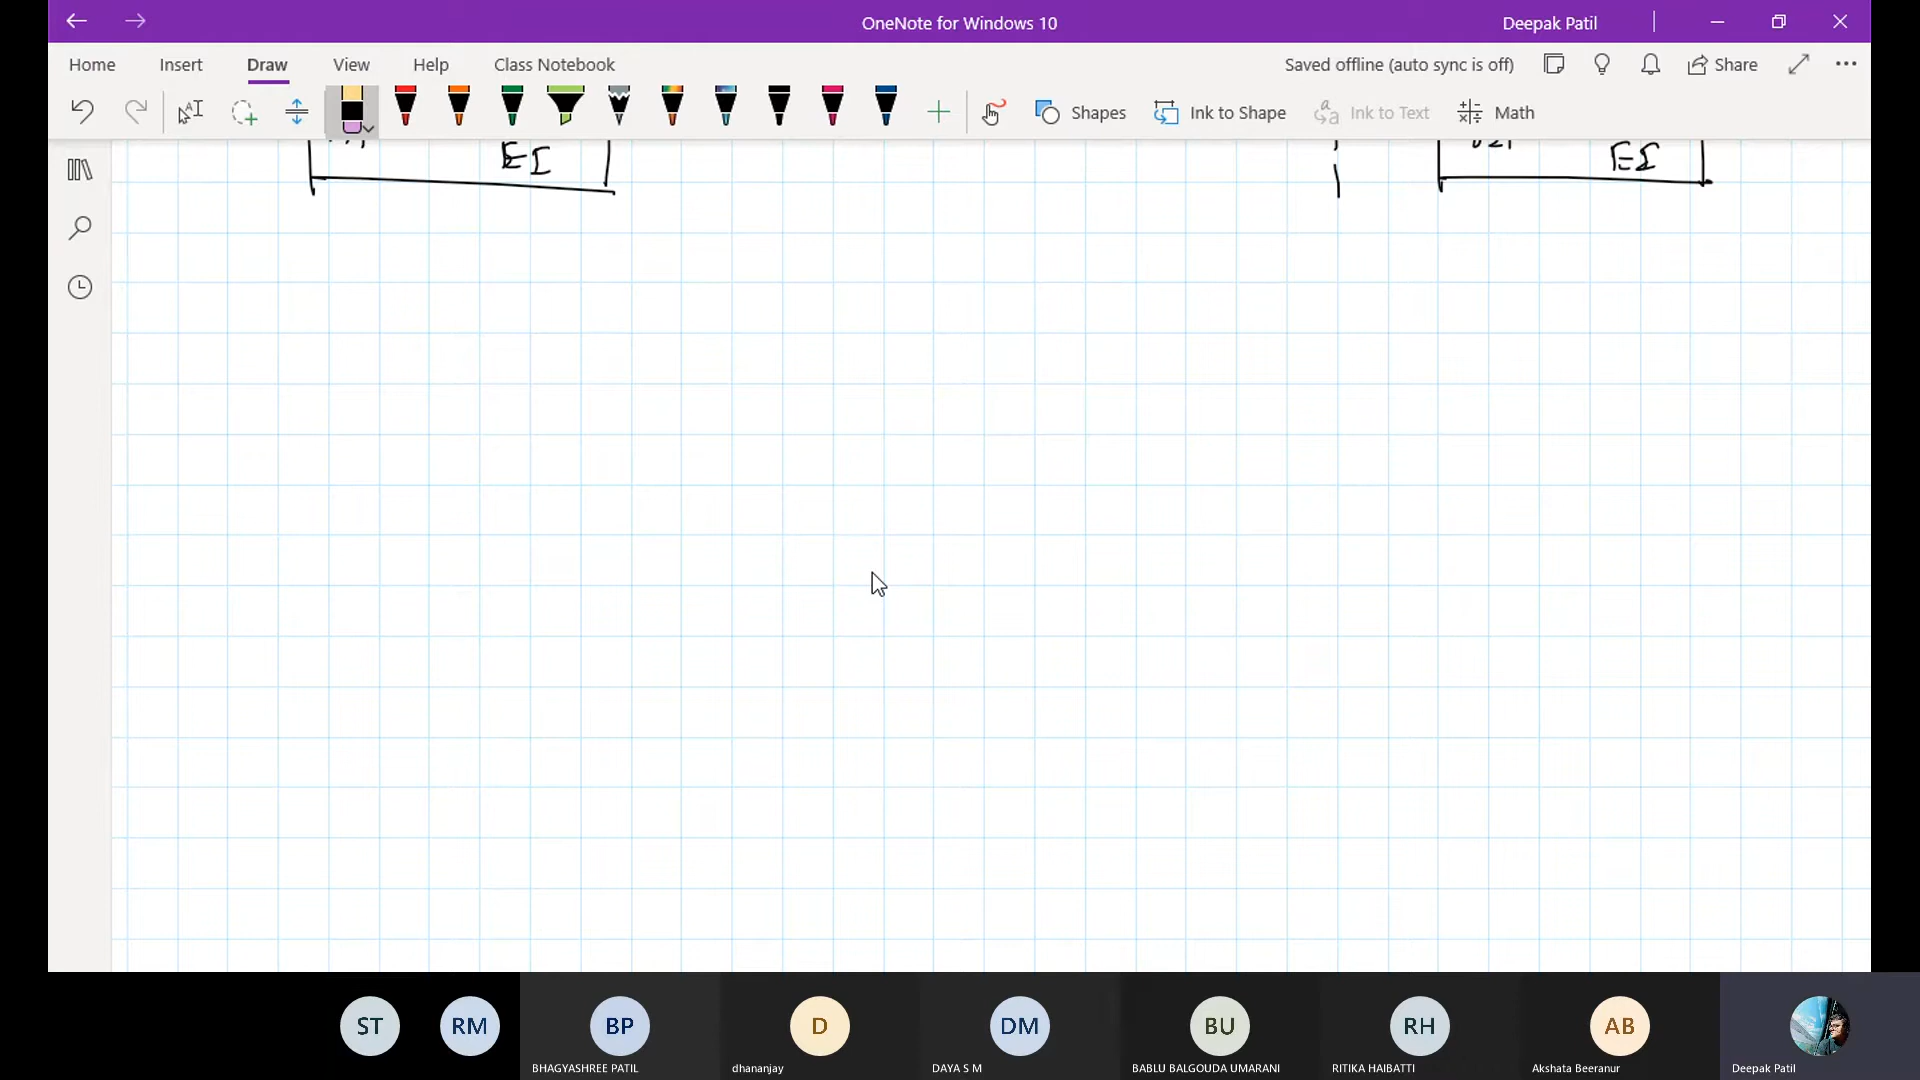 OneNote for Windows 10
Deepak Patil
Home Insert Draw View Help Class Notebook
Saved offline (auto sync is off)
Share
Shapes
Ink to Shape
Ink to Text
Math
EI
EI
ST RM BP D DM BU RH AB
BHAGYASHREE PATIL dhananjay DAYA S M BABLU BALGOUDA UMARANI RITIKA HAIBATTI Akshata Beeranur Deepak Patil